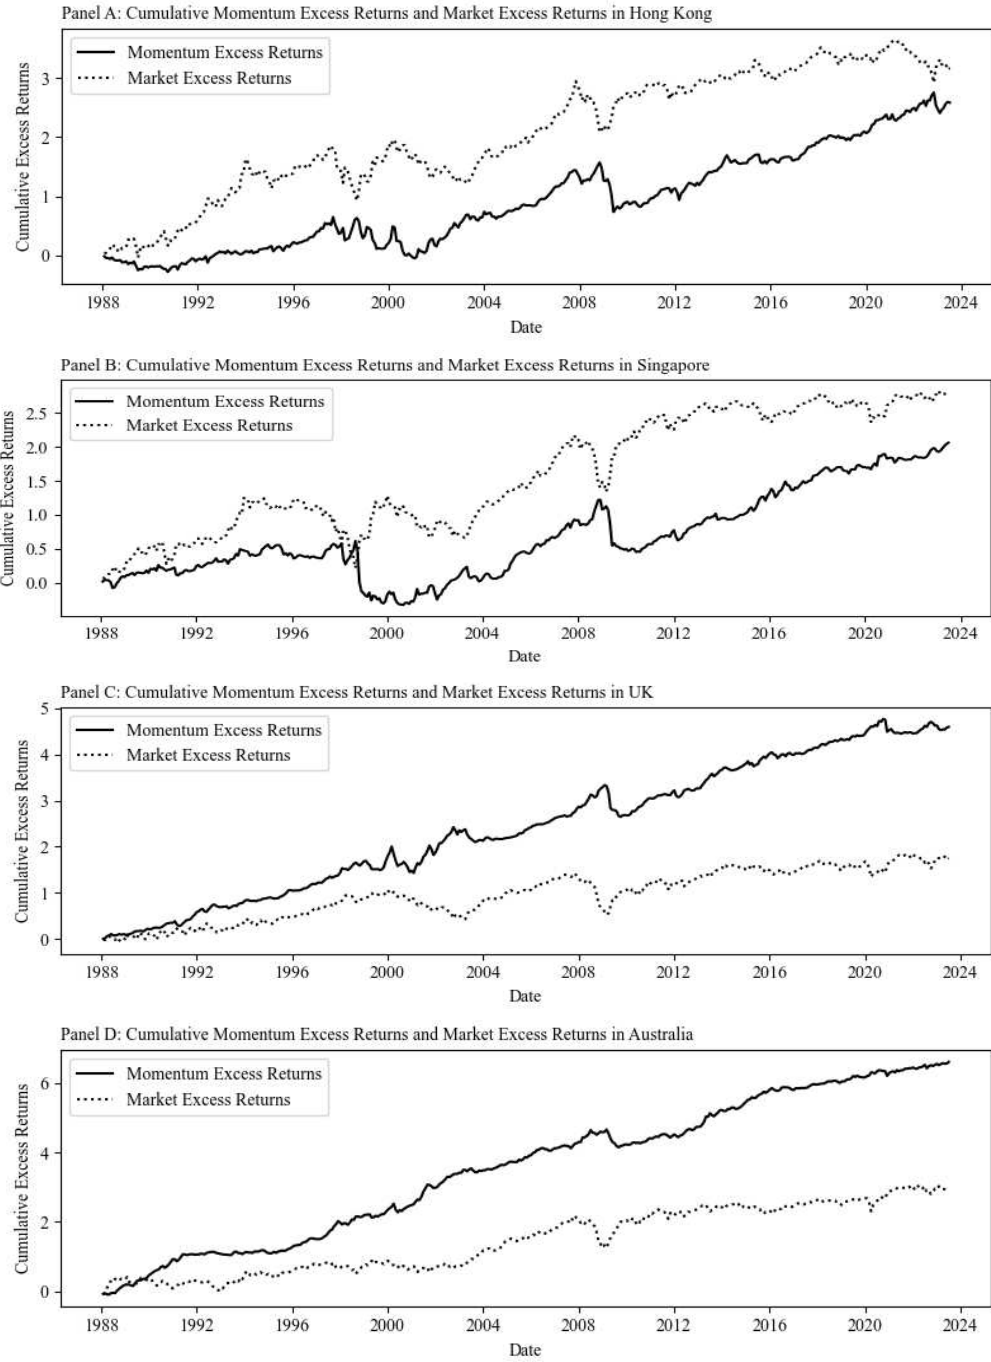 Panel A: Cumulative Momentum Excess Returns and Market Excess Returns in Hong Kong
Momentum Excess Returns
Market Excess Returns
Cumulative Excess Returns
3
2
1
0
1988 1992 1996 2000 2004 2008 2012 2016 2020 2024
Date
Panel B: Cumulative Momentum Excess Returns and Market Excess Returns in Singapore
Momentum Excess Returns
Market Excess Returns
Cumulative Excess Returns
2.5
2.0
1.5
1.0
0.5
0.0
1988 1992 1996 2000 2004 2008 2012 2016 2020 2024
Date
Panel C: Cumulative Momentum Excess Returns and Market Excess Returns in UK
Momentum Excess Returns
Market Excess Returns
Cumulative Excess Returns
5
4
3
2
1
0
1988 1992 1996 2000 2004 2008 2012 2016 2020 2024
Date
Panel D: Cumulative Momentum Excess Returns and Market Excess Returns in Australia
Momentum Excess Returns
Market Excess Returns
Cumulative Excess Returns
6
4
2
0
1988 1992 1996 2000 2004 2008 2012 2016 2020 2024
Date